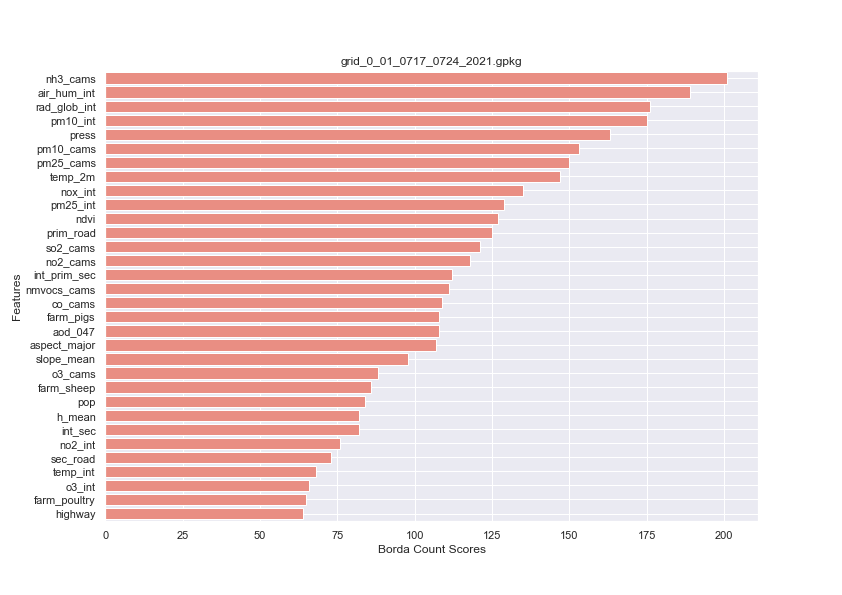 grid_0_01_0717_0724_2021.gpkg
nh3_cams
air_hum_int
rad_glob_int
pm10_int
press
pm10_cams
pm25_cams
temp_2m
nox_int
pm25_int
ndvi
prim_road
so2_cams
no2_cams
int_prim_sec
nmvocs_cams
co_cams
farm_pigs
aod_047
aspect_major
slope_mean
o3_cams
farm_sheep
pop
h_mean
int_sec
no2_int
sec_road
temp_int
o3_int
farm_poultry
highway
Features
0 25 50 75 100 125 150 175 200
Borda Count Scores